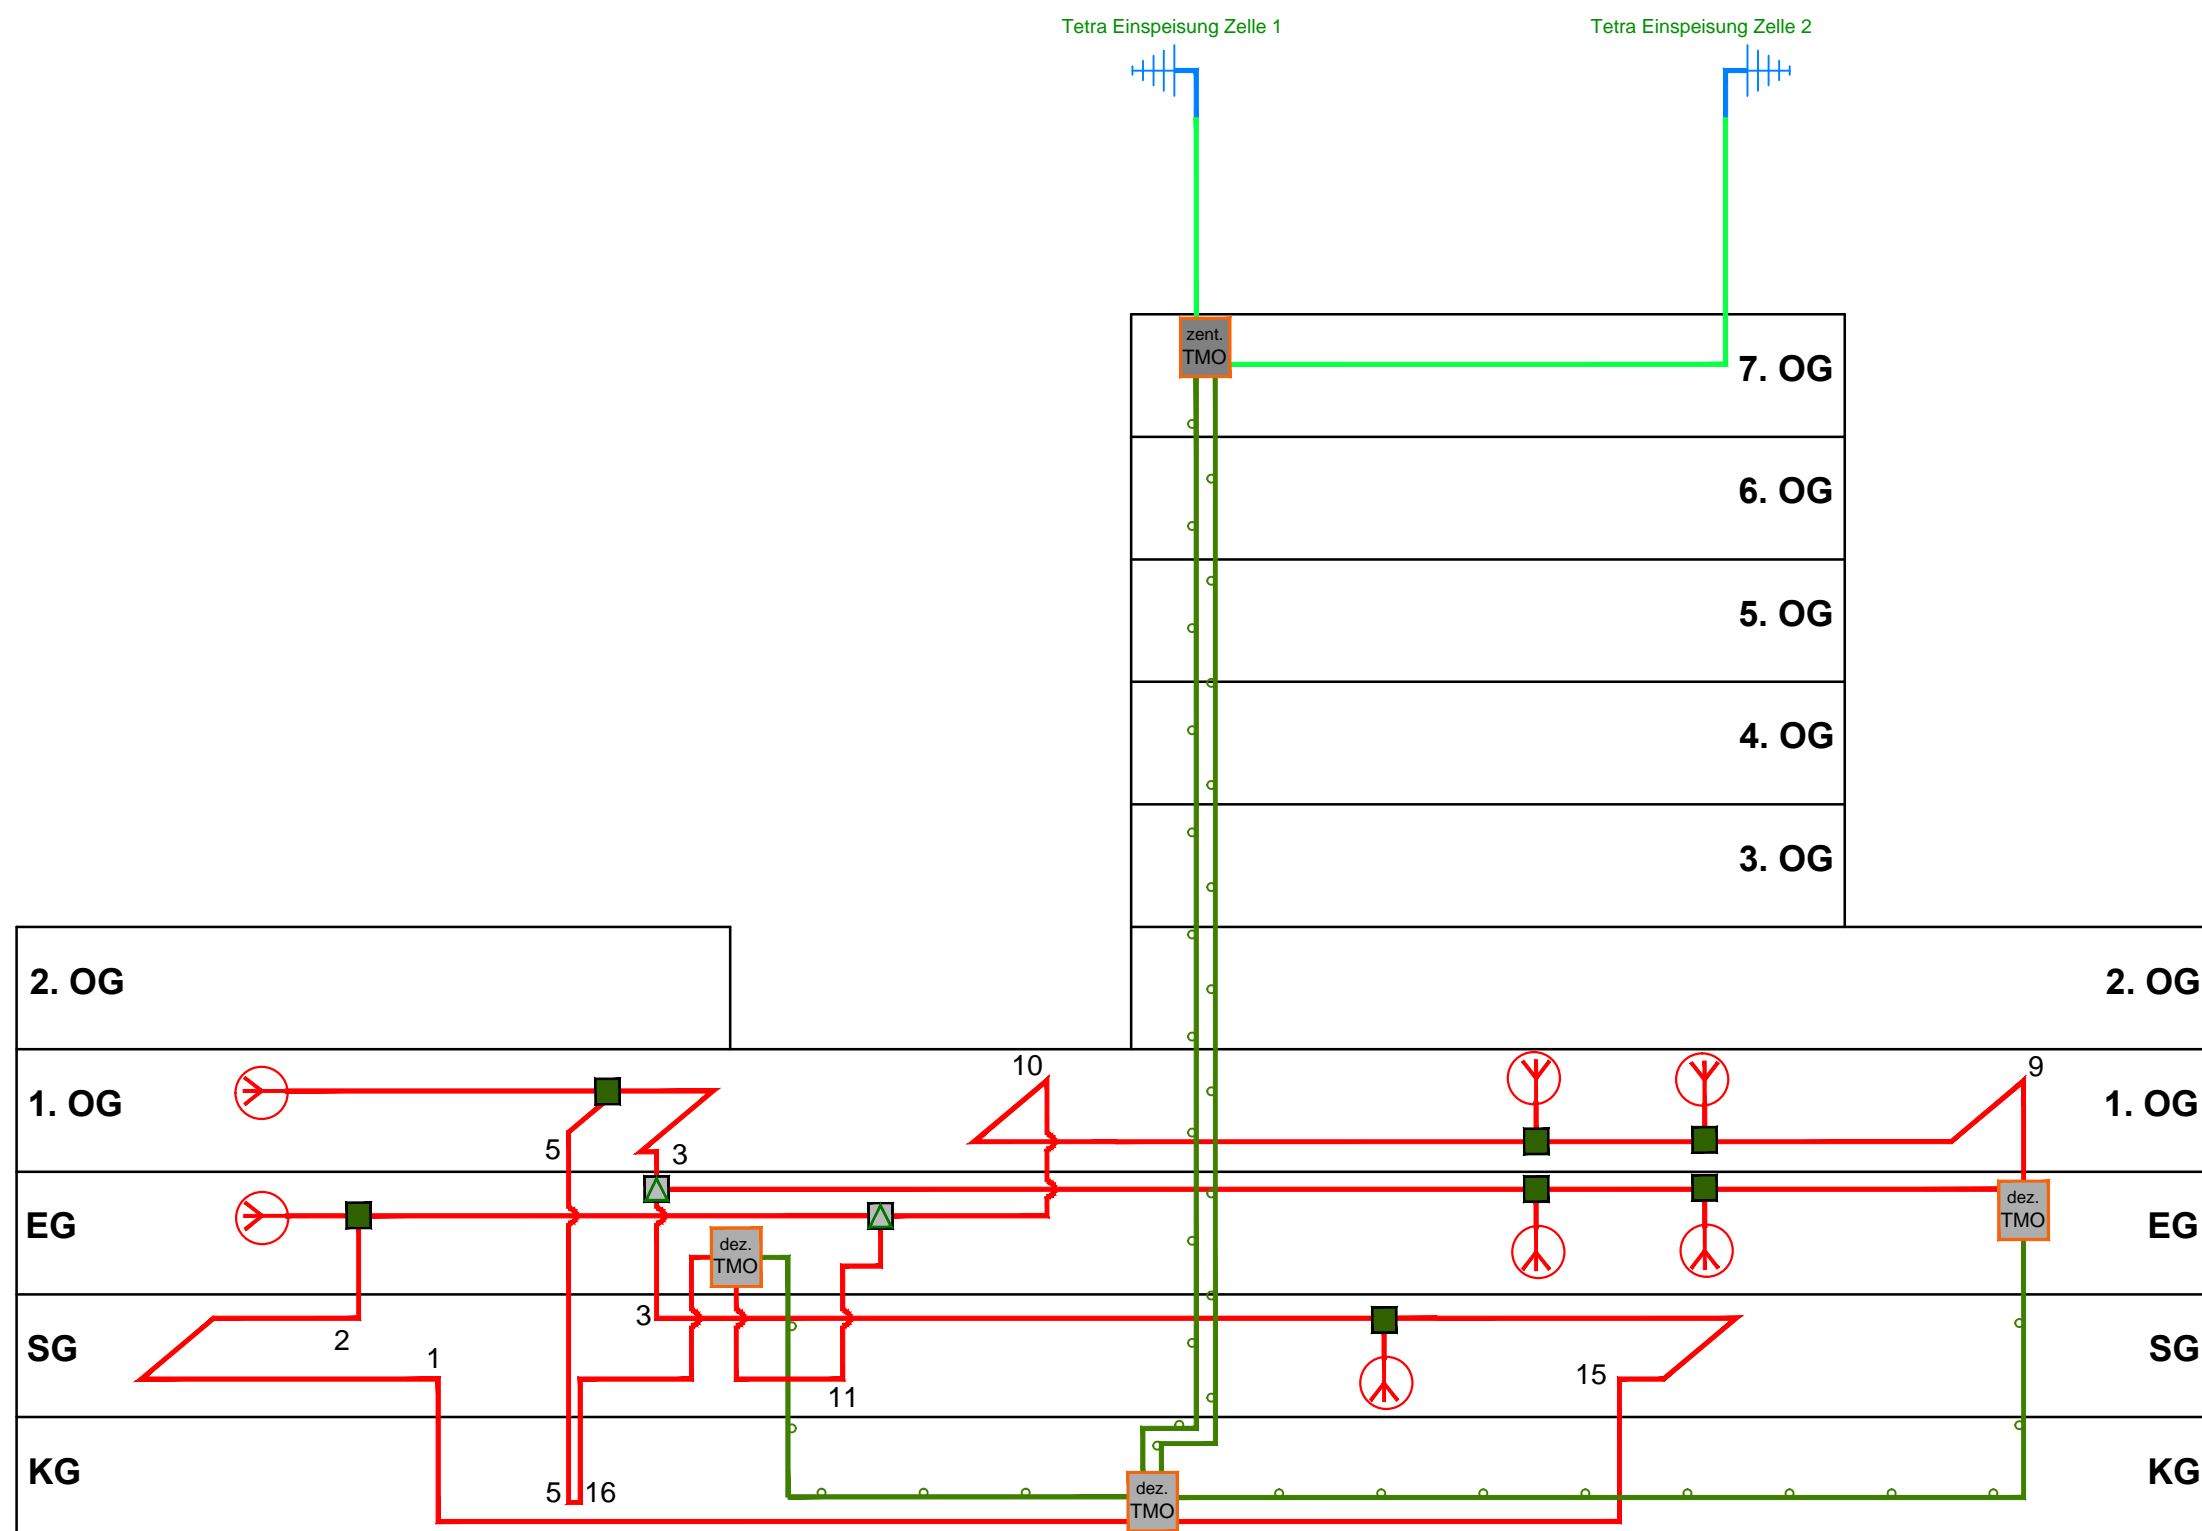 Tetra Einspeisung Zelle 1
Tetra Einspeisung Zelle 2
zent.
TMO
7. OG
6. OG
5. OG
4. OG
3. OG
2. OG
2. OG
10
9
1. OG
1. OG
5
3
dez.
TMO
EG
EG
dez.
TMO
3
2
SG
SG
1
15
11
KG
KG
5
16
dez.
TMO